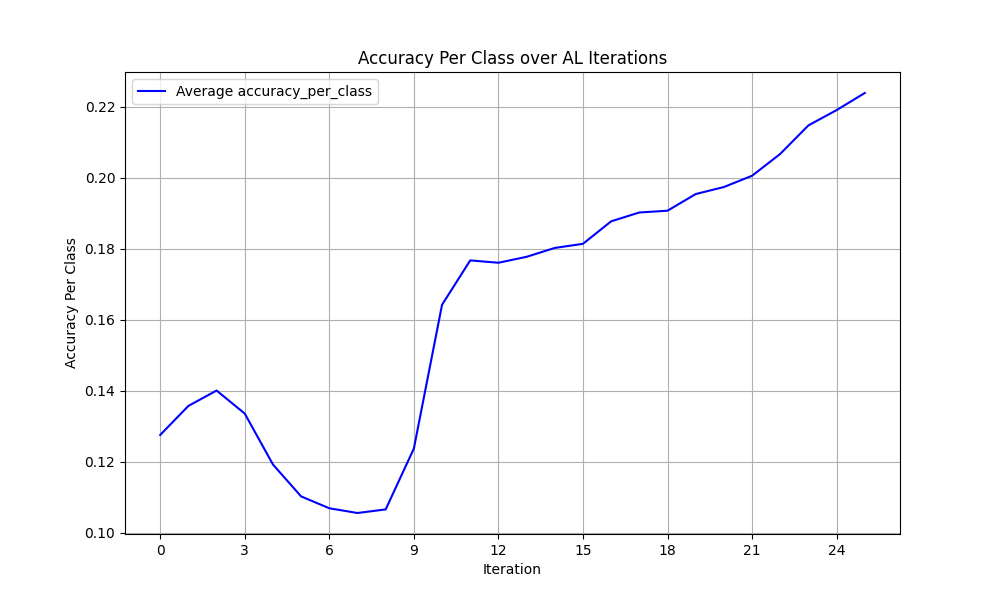 Accuracy Per Class over AL Iterations
Average accuracy_per_class
Accuracy Per Class
0.22
0.20
0.18
0.16
0.14
0.12
0.10
0 3 6 9 12 15 18 21 24
Iteration